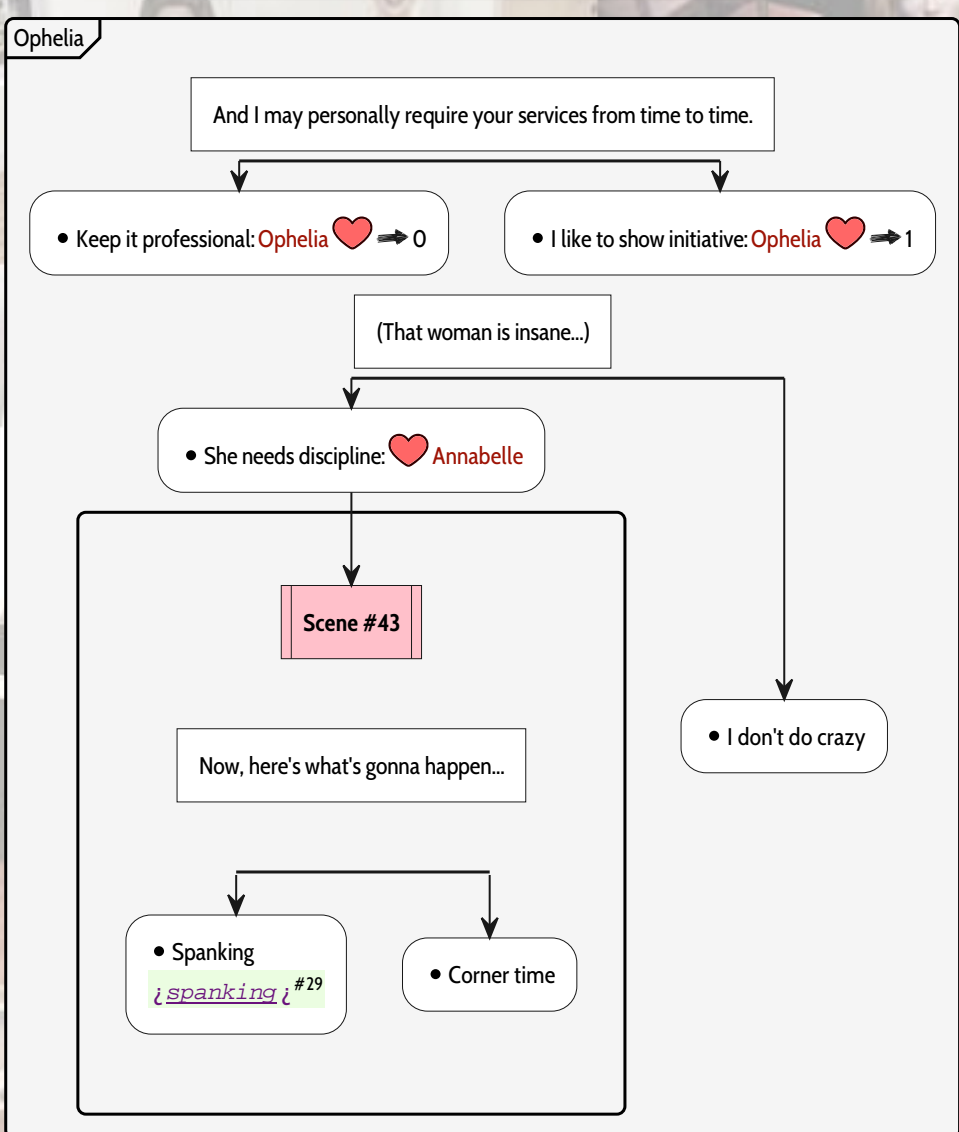 Ophelia
And I may personally require your services from time to time.
• Keep it professional: Ophelia 0
• I like to show initiative: Ophelia 1
(That woman is insane...)
• She needs discipline: Annabelle
Scene #43
• I don't do crazy
Now, here's what's gonna happen...
• Spanking
¿spanking¿#29
• Corner time